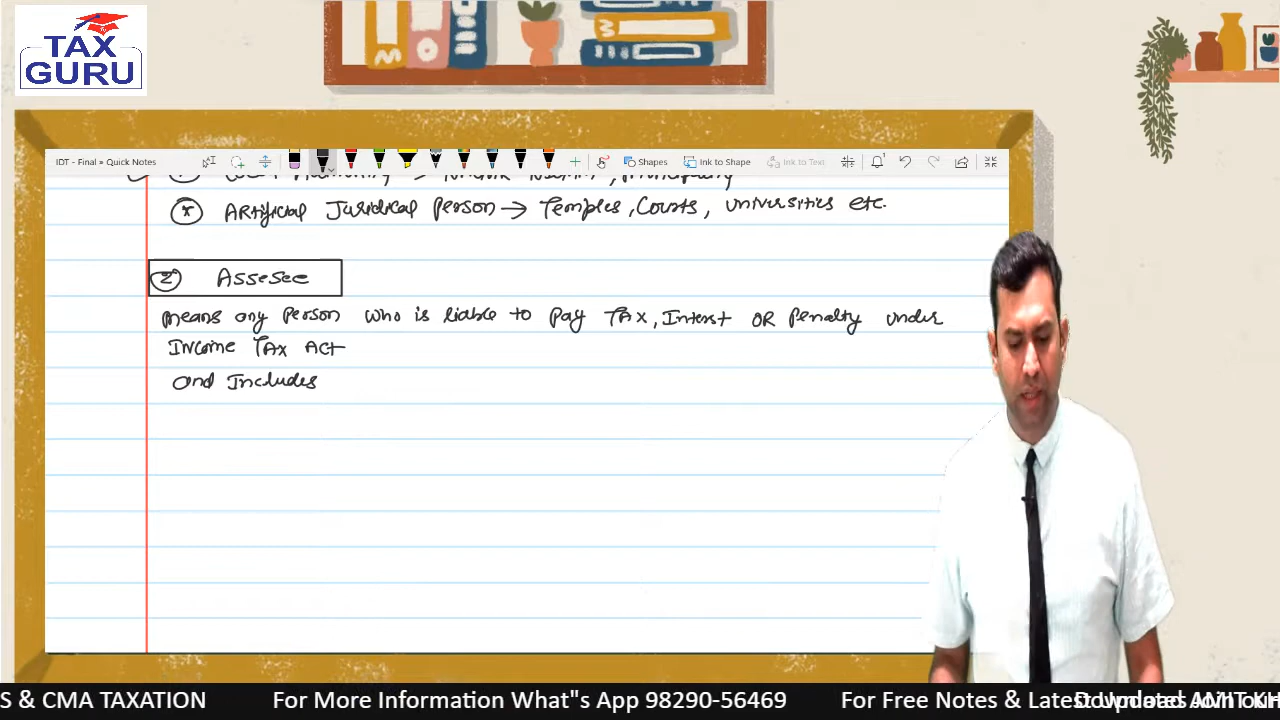 TAX
GURU
IDT - Final » Quick Notes
Shapes
Ink to Shape
Ink to Text
* Artificial Juridical Person → Temples, Courts, universities etc.
2 Assesee
means any Person who is liable to pay Tax, Interst OR Penalty under
Income Tax Act
and Includes
S & CMA TAXATION For More Information What"s App 98290-56469 For Free Notes & Latest Updates